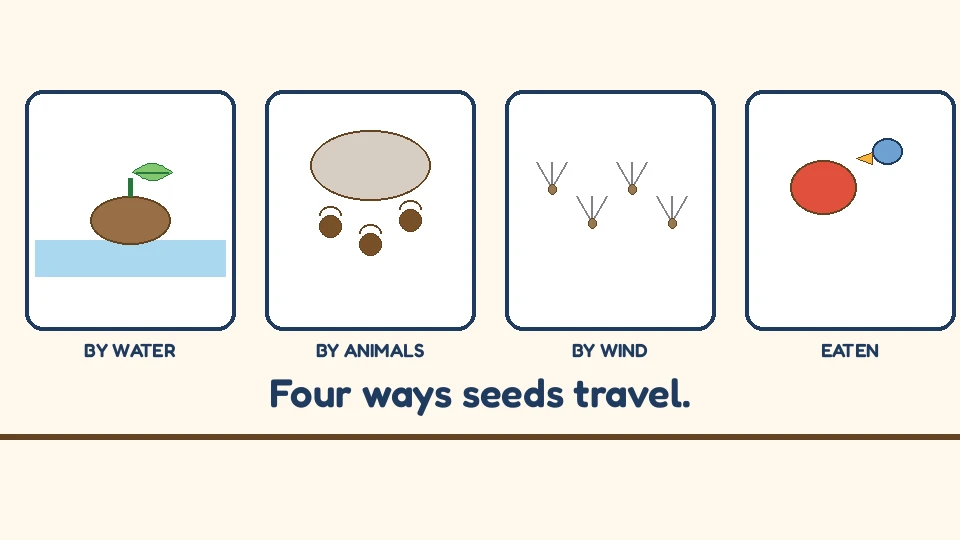 BY WATER
BY ANIMALS
BY WIND
EATEN
Four ways seeds travel.